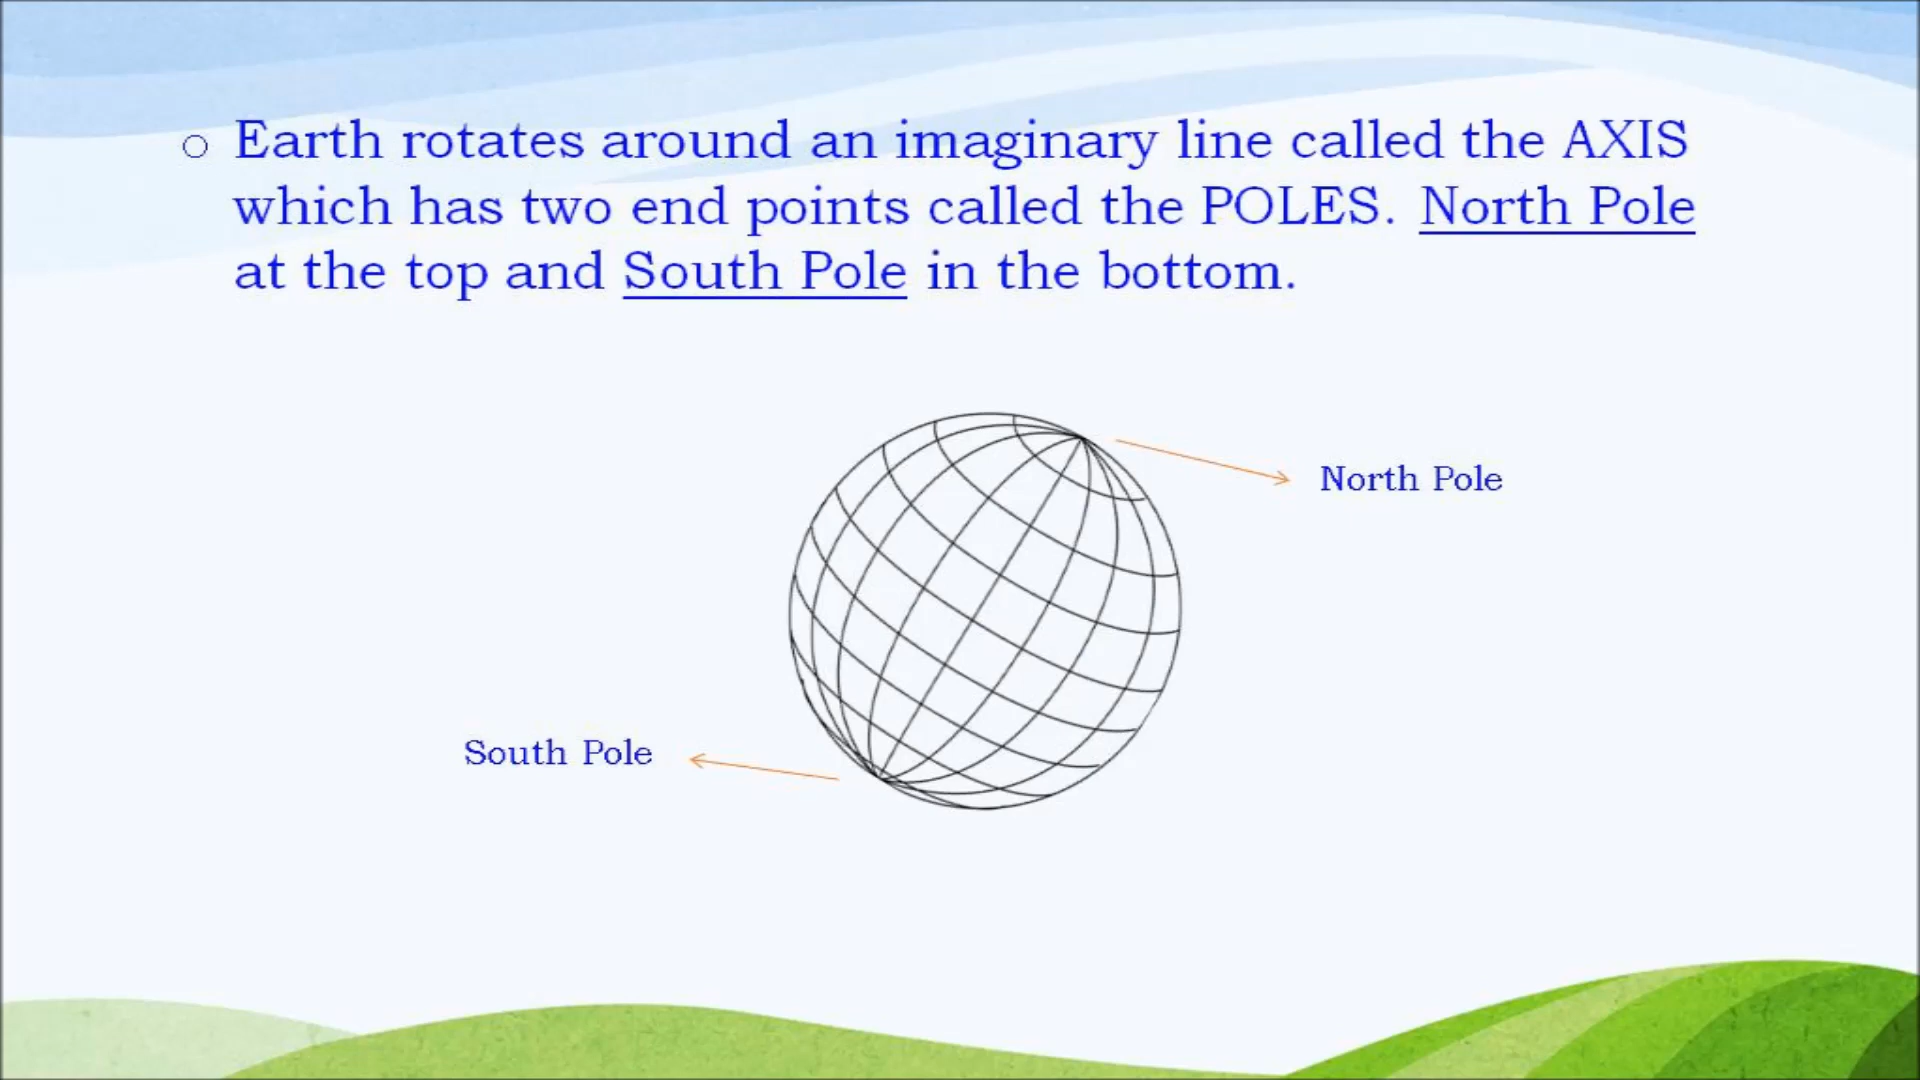 Earth rotates around an imaginary line called the AXIS
which has two end points called the POLES. North Pole
at the top and South Pole in the bottom.
North Pole
South Pole